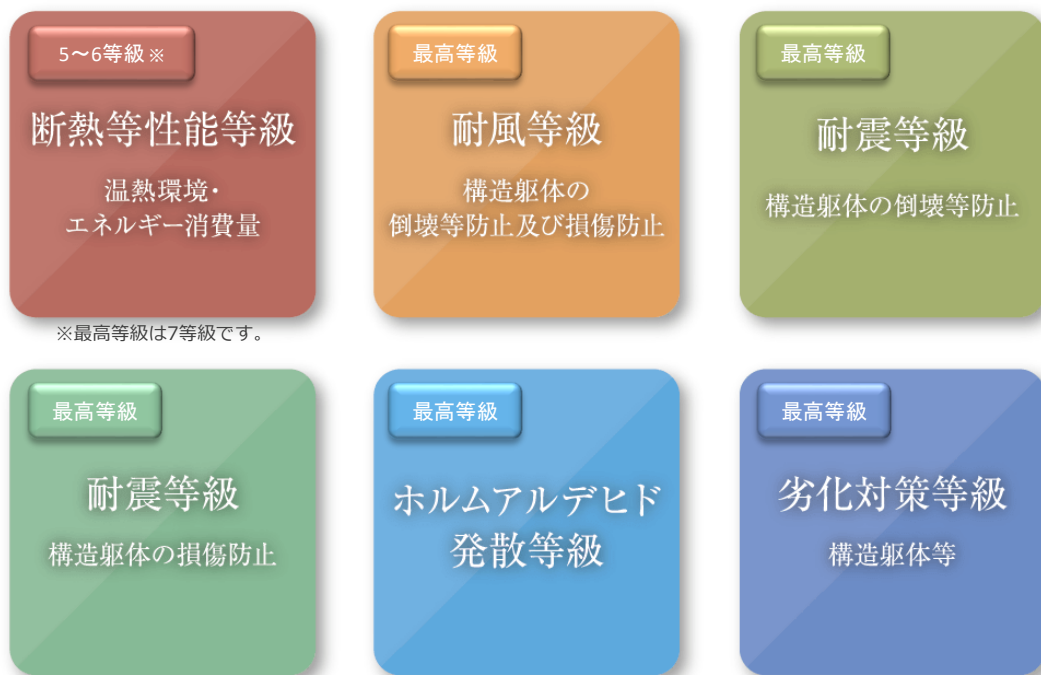 5～6等級※
断熱等性能等級
温熱環境・
エネルギー消費量
※最高等級は7等級です。
最高等級
耐風等級
構造躯体の
倒壊等防止及び損傷防止
最高等級
耐震等級
構造躯体の倒壊等防止
最高等級
耐震等級
構造躯体の損傷防止
最高等級
ホルムアルデヒド
発散等級
最高等級
劣化対策等級
構造躯体等